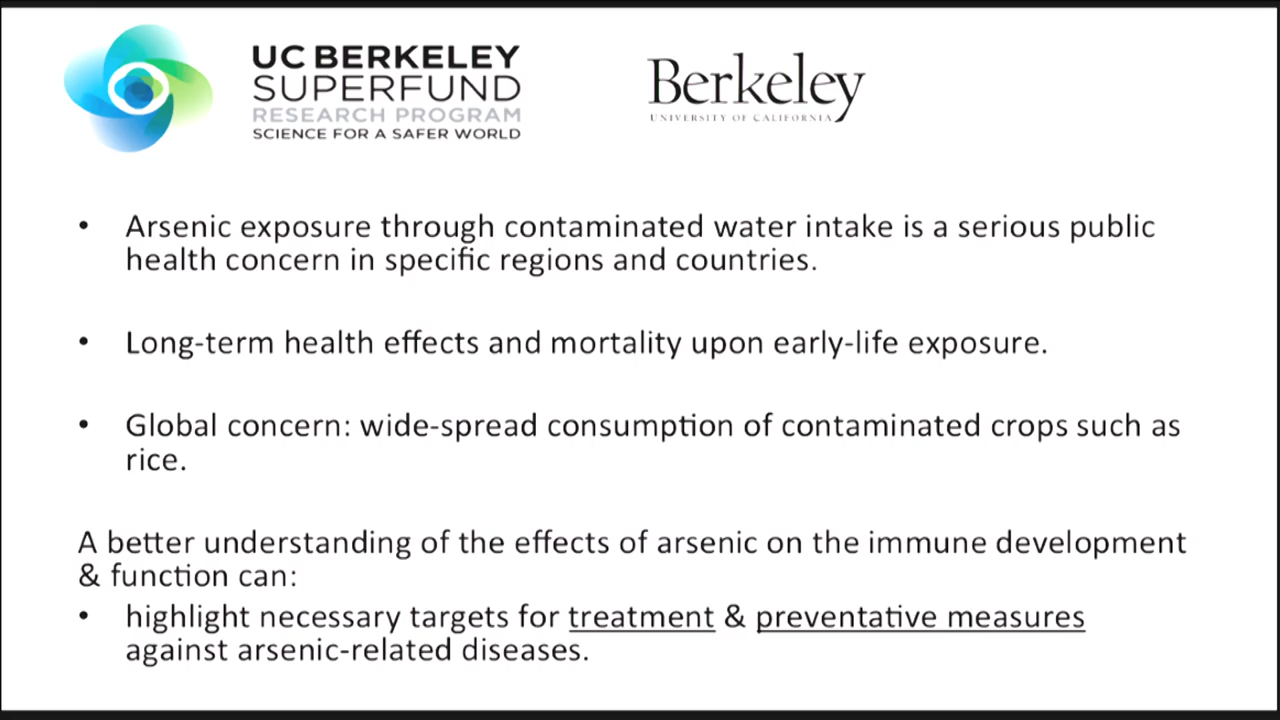 UC BERKELEY
SUPERFUND
RESEARCH PROGRAM
SCIENCE FOR A SAFER WORLD
Berkeley
UNIVERSITY OF CALIFORNIA
• Arsenic exposure through contaminated water intake is a serious public
health concern in specific regions and countries.
• Long-term health effects and mortality upon early-life exposure.
• Global concern: wide-spread consumption of contaminated crops such as
rice.
A better understanding of the effects of arsenic on the immune development
& function can:
• highlight necessary targets for treatment & preventative measures
against arsenic-related diseases.